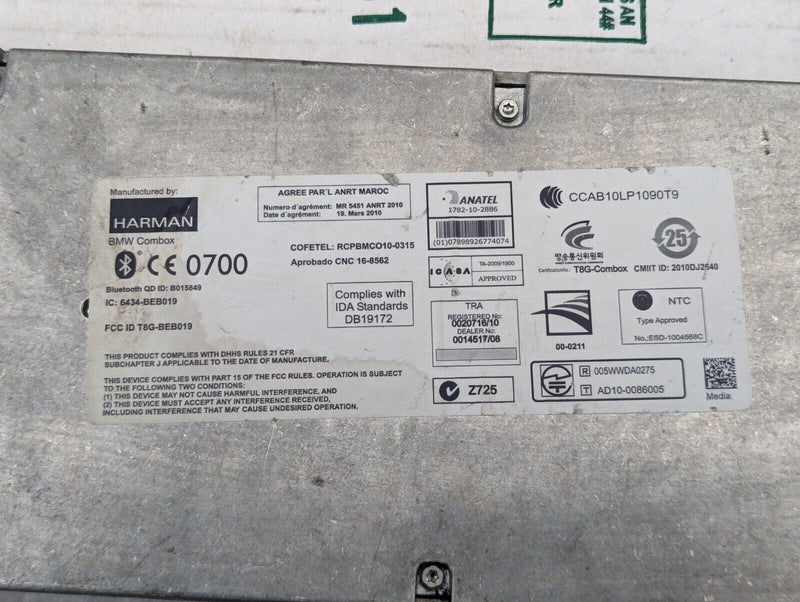 S AN
44#
R
1
Manufactured by:
HARMAN
BMW Combox
CE 0700
Bluetooth QD ID: B015849
IC: 6434-BEB019
FCC ID T8G-BEB019
THIS PRODUCT COMPLIES WITH DHHS RULES 21 CFR
SUBCHAPTER J APPLICABLE TO THE DATE OF MANUFACTURE.
THIS DEVICE COMPLIES WITH PART 15 OF THE FCC RULES. OPERATION IS SUBJECT
TO THE FOLLOWING TWO CONDITIONS:
(1) THIS DEVICE MAY NOT CAUSE HARMFUL INTERFERENCE, AND
(2) THIS DEVICE MUST ACCEPT ANY INTERFERENCE RECEIVED,
INCLUDING INTERFERENCE THAT MAY CAUSE UNDESIRED OPERATION.
AGREE PAR´L ANRT MAROC
Numero d´agrément: MR 5451 ANRT 2010
Date d´agrément: 19. Mars 2010
COFETEL: RCPBMCO10-0315
Aprobado CNC 16-8562
Complies with
IDA Standards
DB19172
ANATEL
1782-10-2886
(01)07898926774074
ICASA
TA-2009/1900
APPROVED
TRA
REGISTERED No:
0020716/10
DEALER No:
0014517/08
Z725
CCAB10LP1090T9
방송통신위원회
25
Certification No.: T8G-Combox CMIIT ID: 2010DJ2640
00-0211
NTC
Type Approved
No.:ESD-1004568C
R 005WWDA0275
T AD10-0086005
Media